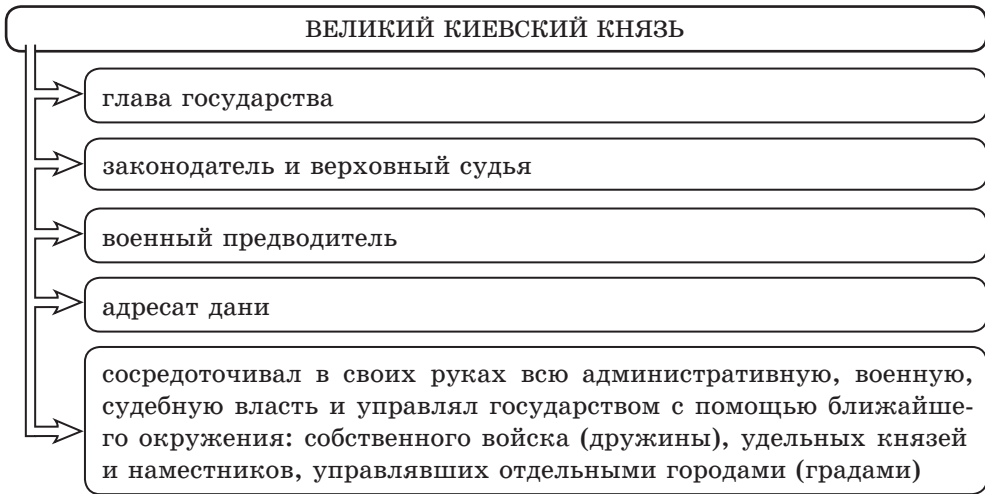 ВЕЛИКИЙ КИЕВСКИЙ КНЯЗЬ
глава государства
законодатель и верховный судья
военный предводитель
адресат дани
сосредоточивал в своих руках всю административную, военную,
судебную власть и управлял государством с помощью ближайше-
го окружения: собственного войска (дружины), удельных князей
и наместников, управлявших отдельными городами (градами)